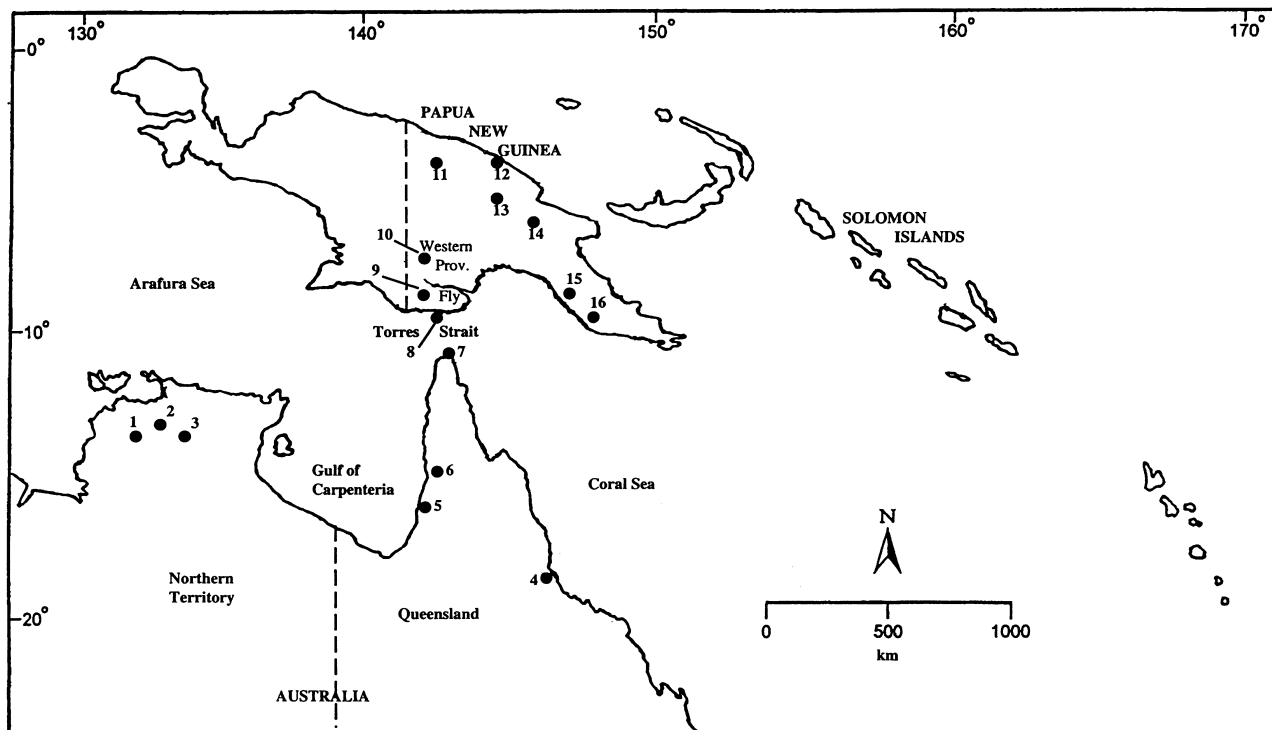 130°
140°
150°
160°
170°
0°
PAPUA
NEW
GUINEA
11
12
13
14
SOLOMON
ISLANDS
10
Western
Prov.
9
Fly
Arafura Sea
15
16
10°
Torres Strait
8
7
1
2
3
Gulf of
Carpenteria
6
5
Coral Sea
N
4
Northern
Territory
Queensland
20°
0
500
1000
km
AUSTRALIA